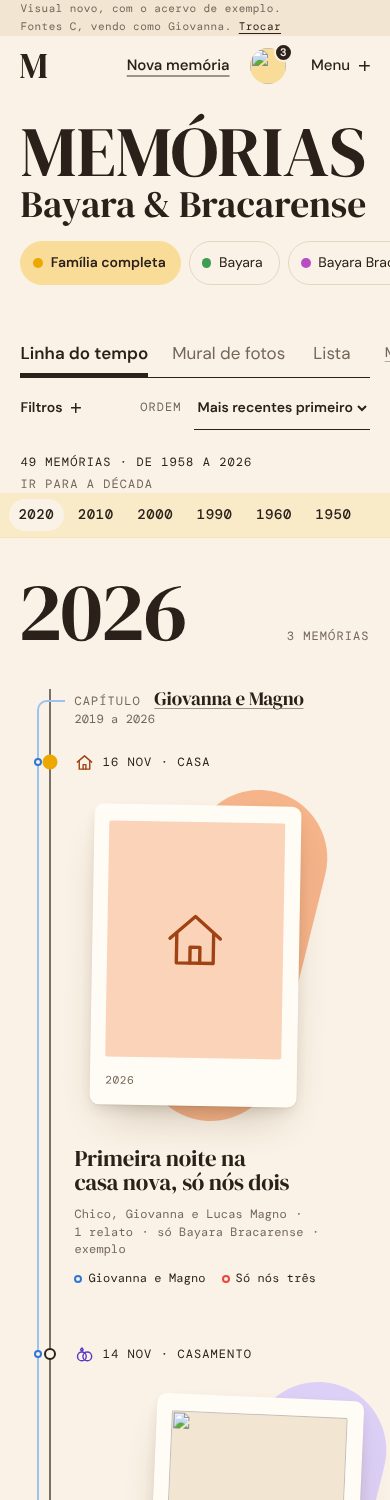 Visual novo, com o acervo de exemplo.
Fontes C, vendo como Giovanna. Trocar
M
Nova memória
3
Menu +
MEMÓRIAS
Bayara & Bracarense
Família completa
Bayara
Bayara Brac
Linha do tempo
Mural de fotos
Lista
Filtros +
ORDEM
Mais recentes primeiro
49 MEMÓRIAS · DE 1958 A 2026
IR PARA A DÉCADA
2020 2010 2000 1990 1960 1950
2026
3 MEMÓRIAS
CAPÍTULO Giovanna e Magno
2019 a 2026
16 NOV · CASA
2026
Primeira noite na
casa nova, só nós dois
Chico, Giovanna e Lucas Magno ·
1 relato · só Bayara Bracarense ·
exemplo
Giovanna e Magno
Só nós três
14 NOV · CASAMENTO